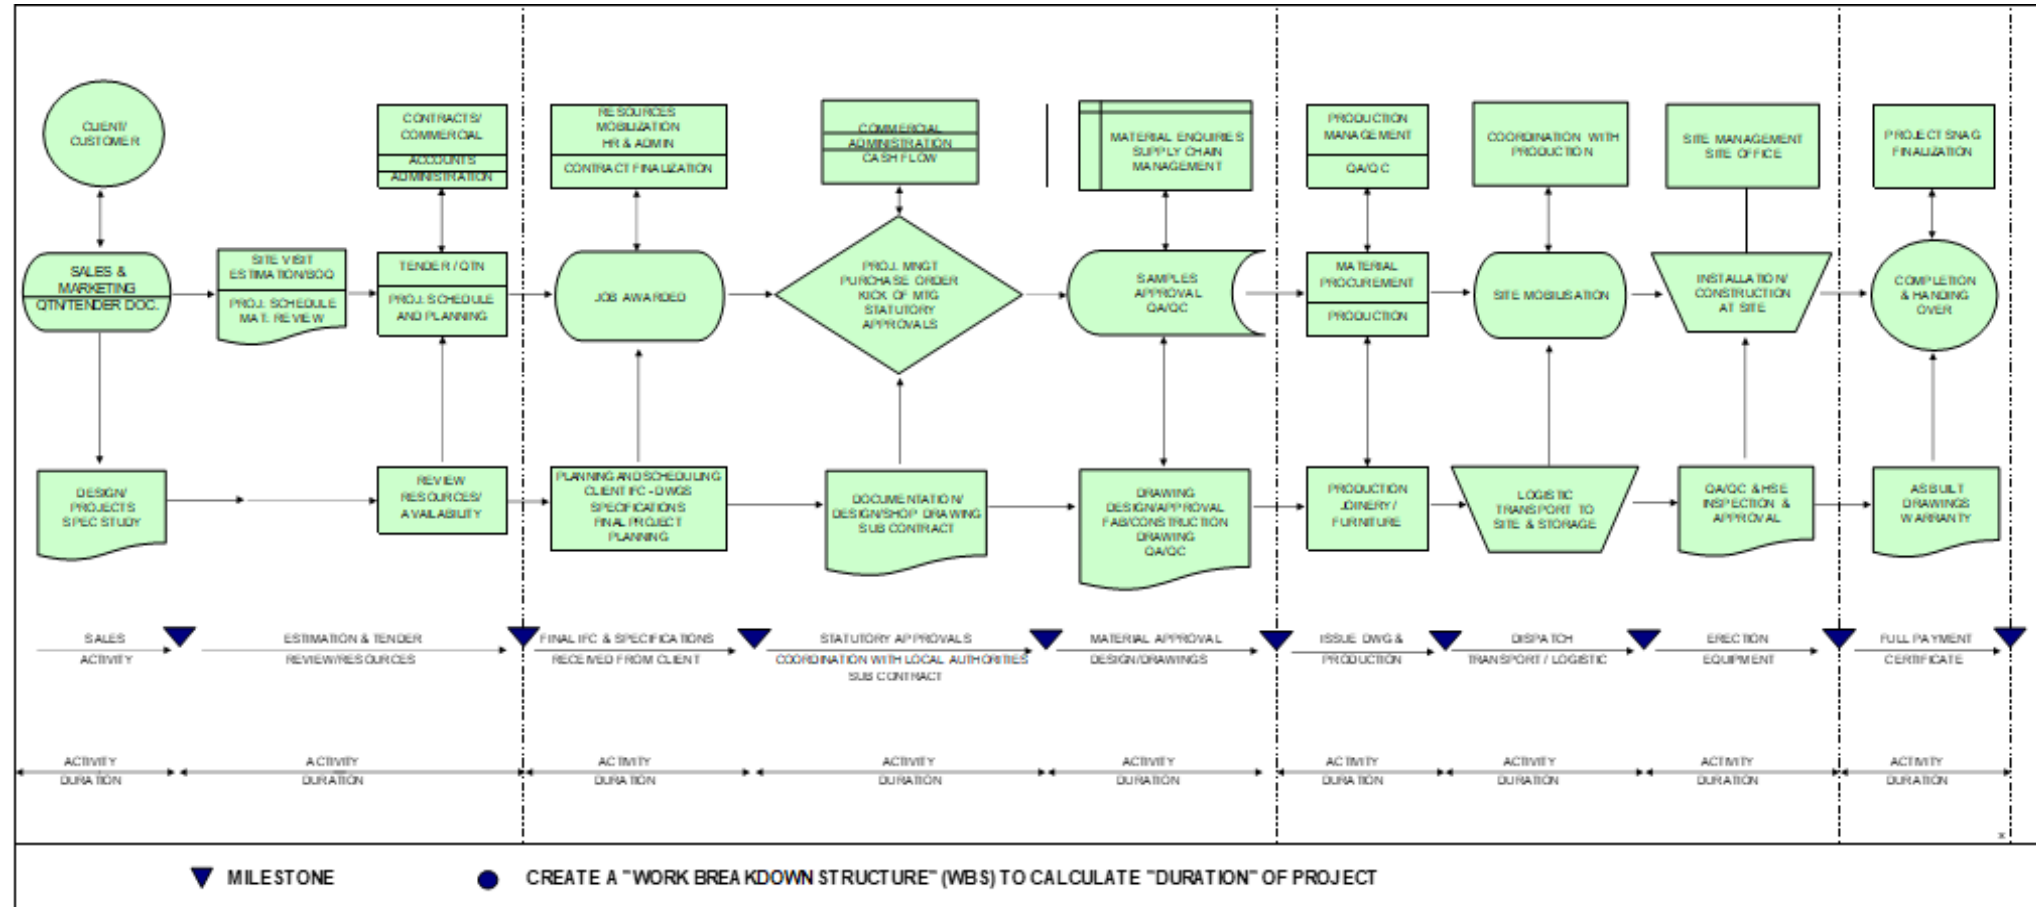 CLIENT/
CUSTOMER
CONTRACTS/
COMMERCIAL
ACCOUNTS
ADMINISTRATION
RESOURCES
MOBILIZATION
HR & ADMIN
CONTRACT FINALIZATION
COMMERCIAL
ADMINISTRATION
CASH FLOW
MATERIAL ENQUIRIES
SUPPLY CHAIN
MANAGEMENT
PRODUCTION
MANAGEMENT
QA/QC
COORDINATION WITH
PRODUCTION
SITE MANAGEMENT
SITE OFFICE
PROJECT SNAG
FINALIZATION
SALES &
MARKETING
QTN/TENDER DOC.
SITE VISIT
ESTIMATION/BOQ
PROJ. SCHEDULE
MAT. REVIEW
TENDER / QTN
PROJ. SCHEDULE
AND PLANNING
JOB AWARDED
PROJ. MNGT
PURCHASE ORDER
KICK OF MTG
STATUTORY
APPROVALS
SAMPLES
APPROVAL
QA/QC
MATERIAL
PROCUREMENT
PRODUCTION
SITE MOBILISATION
INSTALLATION/
CONSTRUCTION
AT SITE
COMPLETION
& HANDING
OVER
DESIGN/
PROJECTS
SPEC STUDY
REVIEW
RESOURCES/
AVAILABILITY
PLANNING AND SCHEDULING
CLIENT IFC - DWGS
SPECIFICATIONS
FINAL PROJECT
PLANNING
DOCUMENTATION/
DESIGN/SHOP DRAWING
SUB CONTRACT
DRAWING
DESIGN/APPROVAL
FAB/CONSTRUCTION
DRAWING
QA/QC
PRODUCTION
JOINERY /
FURNITURE
LOGISTIC
TRANSPORT TO
SITE & STORAGE
QA/QC & HSE
INSPECTION &
APPROVAL
AS BUILT
DRAWINGS
WARRANTY
SALES
ACTIVITY
ESTIMATION & TENDER
REVIEW/RESOURCES
FINAL IFC & SPECIFICATIONS
RECEIVED FROM CLIENT
STATUTORY APPROVALS
COORDINATION WITH LOCAL AUTHORITIES
SUB CONTRACT
MATERIAL APPROVAL
DESIGN/DRAWINGS
ISSUE DWG &
PRODUCTION
DISPATCH
TRANSPORT / LOGISTIC
ERECTION
EQUIPMENT
FULL PAYMENT
CERTIFICATE
ACTIVITY
DURATION
ACTIVITY
DURATION
ACTIVITY
DURATION
ACTIVITY
DURATION
ACTIVITY
DURATION
ACTIVITY
DURATION
ACTIVITY
DURATION
ACTIVITY
DURATION
ACTIVITY
DURATION
MILESTONE
CREATE A "WORK BREAKDOWN STRUCTURE" (WBS) TO CALCULATE "DURATION" OF PROJECT